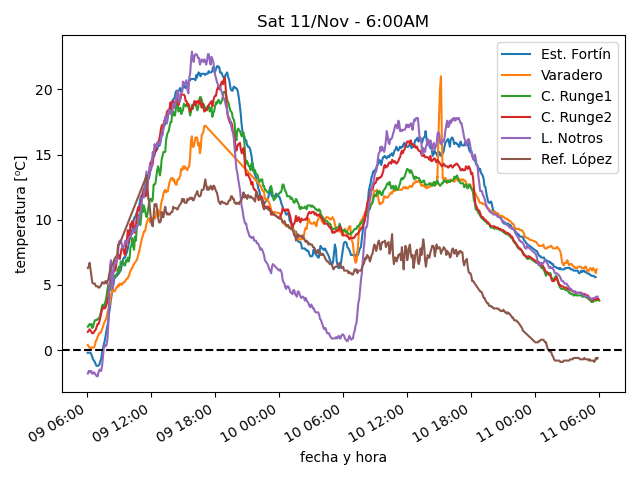 Sat 11/Nov - 6:00AM
Est. Fortín
Varadero
C. Runge1
C. Runge2
L. Notros
Ref. López
temperatura [ºC]
20
15
10
5
0
09 06:00
09 12:00
09 18:00
10 00:00
10 06:00
10 12:00
10 18:00
11 00:00
11 06:00
fecha y hora